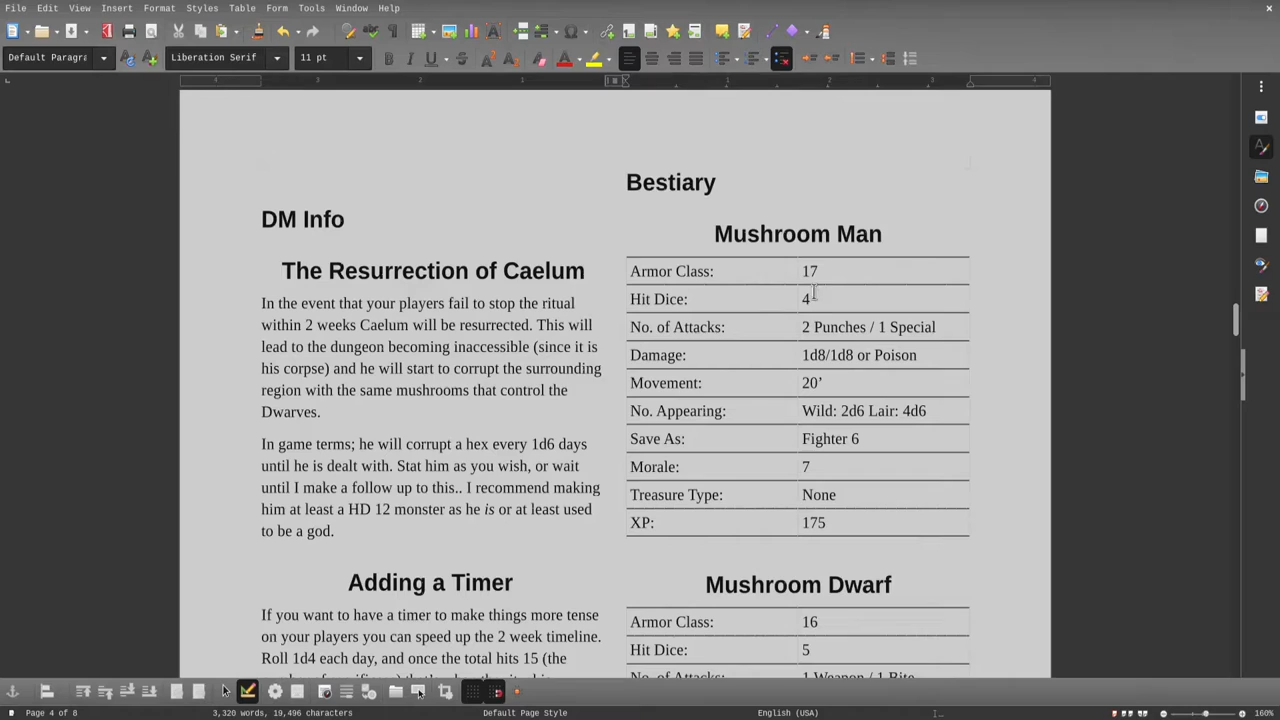 File Edit View Insert Format Styles Table Form Tools Window Help
Liberation Serif
11 pt
DM Info
The Resurrection of Caelum
In the event that your players fail to stop the ritual
within 2 weeks Caelum will be resurrected. This will
lead to the dungeon becoming inaccessible (since it is
his corpse) and he will start to corrupt the surrounding
region with the same mushrooms that control the
Dwarves.
In game terms; he will corrupt a hex every 1d6 days
until he is dealt with. Stat him as you wish, or wait
until I make a follow up to this.. I recommend making
him at least a HD 12 monster as he is or at least used
to be a god.
Adding a Timer
If you want to have a timer to make things more tense
on your players you can speed up the 2 week timeline.
Roll 1d4 each day, and once the total hits 15 (the
Bestiary
Mushroom Man
Armor Class: 17
Hit Dice: 4
No. of Attacks: 2 Punches / 1 Special
Damage: 1d8/1d8 or Poison
Movement: 20’
No. Appearing: Wild: 2d6 Lair: 4d6
Save As: Fighter 6
Morale: 7
Treasure Type: None
XP: 175
Mushroom Dwarf
Armor Class: 16
Hit Dice: 5
No. of Attacks: 1 Weapon / 1 Bite
Page 4 of 8 3,320 words, 19,496 characters Default Page Style English (USA) 160%